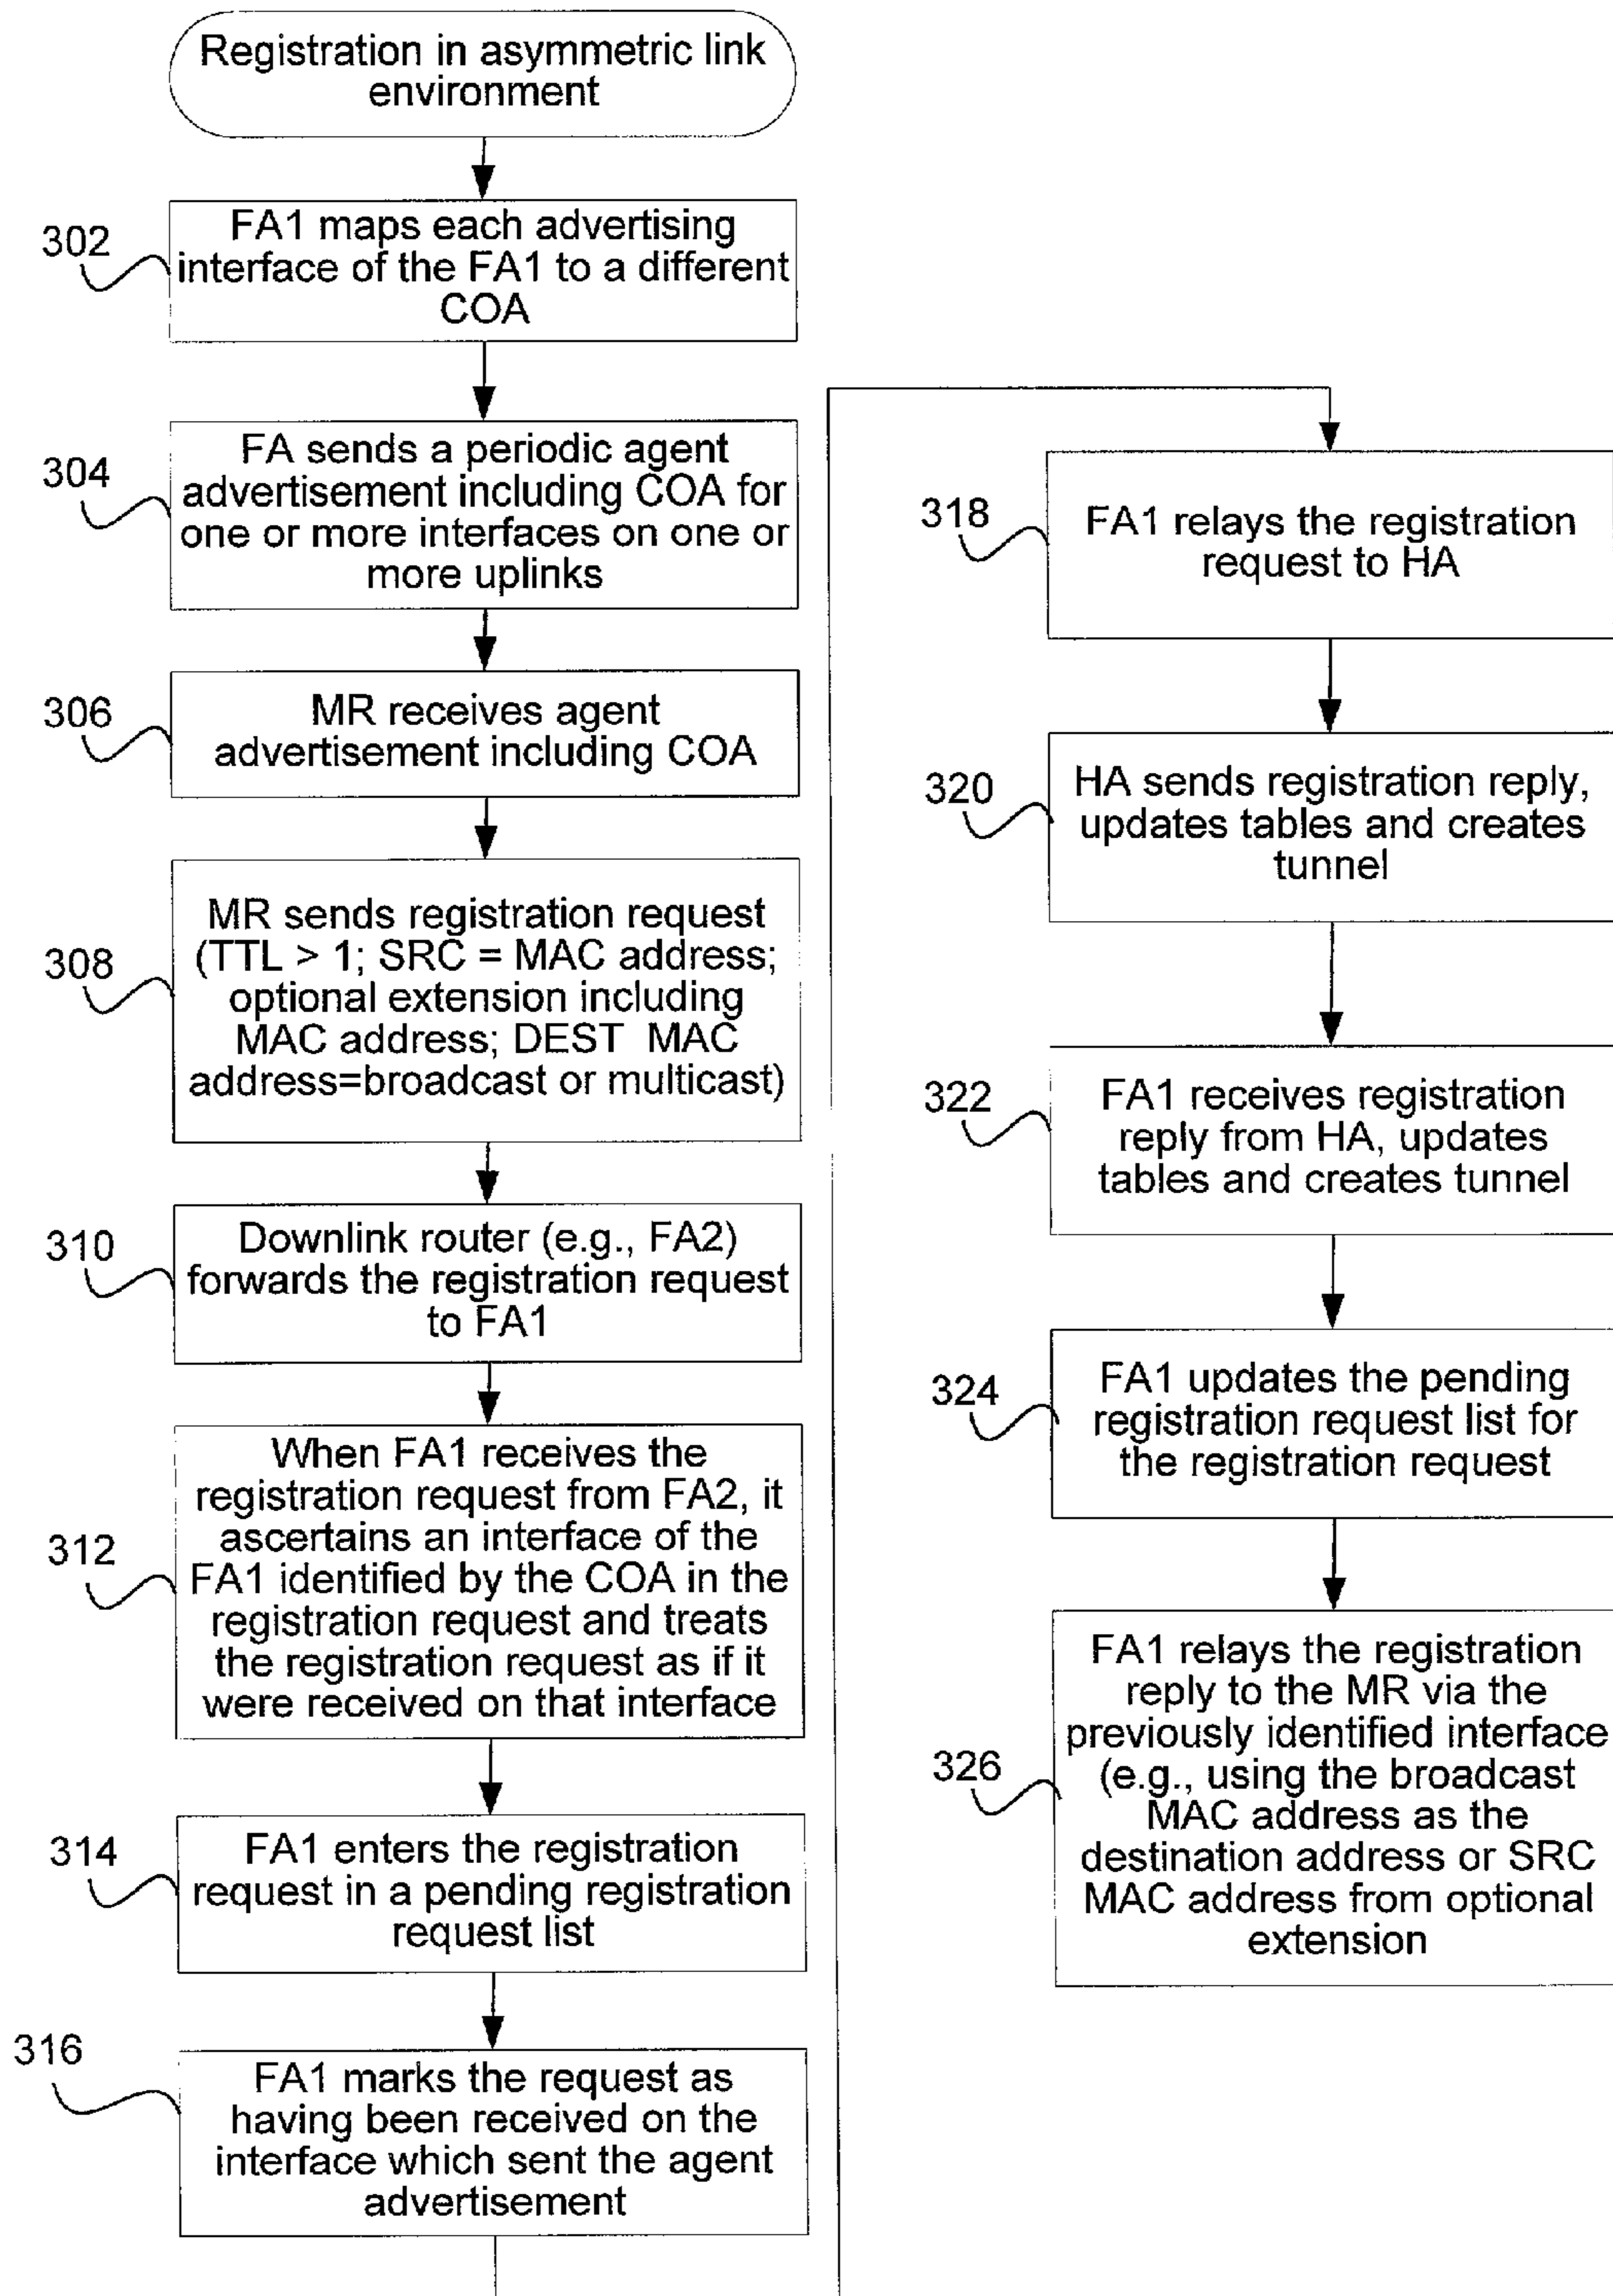 Registration in asymmetric link
environment
302
FA1 maps each advertising
interface of the FA1 to a different
COA
304
FA sends a periodic agent
advertisement including COA for
one or more interfaces on one or
more uplinks
306
MR receives agent
advertisement including COA
308
MR sends registration request
(TTL > 1; SRC = MAC address;
optional extension including
MAC address; DEST MAC
address=broadcast or multicast)
310
Downlink router (e.g., FA2)
forwards the registration request
to FA1
312
When FA1 receives the
registration request from FA2, it
ascertains an interface of the
FA1 identified by the COA in the
registration request and treats
the registration request as if it
were received on that interface
314
FA1 enters the registration
request in a pending registration
request list
316
FA1 marks the request as
having been received on the
interface which sent the agent
advertisement
318
FA1 relays the registration
request to HA
320
HA sends registration reply,
updates tables and creates
tunnel
322
FA1 receives registration
reply from HA, updates
tables and creates tunnel
324
FA1 updates the pending
registration request list for
the registration request
326
FA1 relays the registration
reply to the MR via the
previously identified interface
(e.g., using the broadcast
MAC address as the
destination address or SRC
MAC address from optional
extension